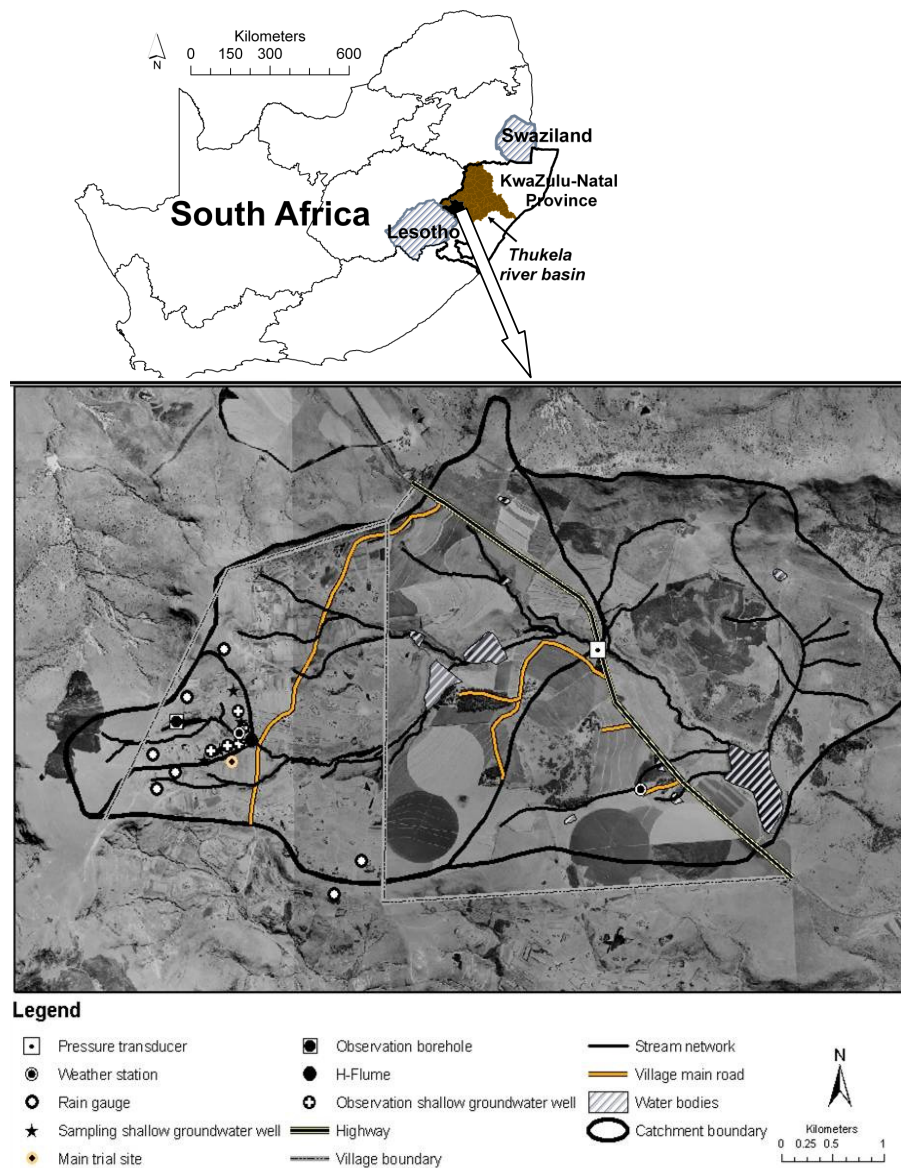 Kilometers
N
0 150 300 600
Swaziland
KwaZulu-Natal
Province
South Africa
Lesotho
Thukela
river basin
Legend
Pressure transducer
Weather station
Rain gauge
Sampling shallow groundwater well
Main trial site
Observation borehole
H-Flume
Observation shallow groundwater well
Highway
Village boundary
Stream network
Village main road
Water bodies
Catchment boundary
N
Kilometers
0 0.25 0.5 1